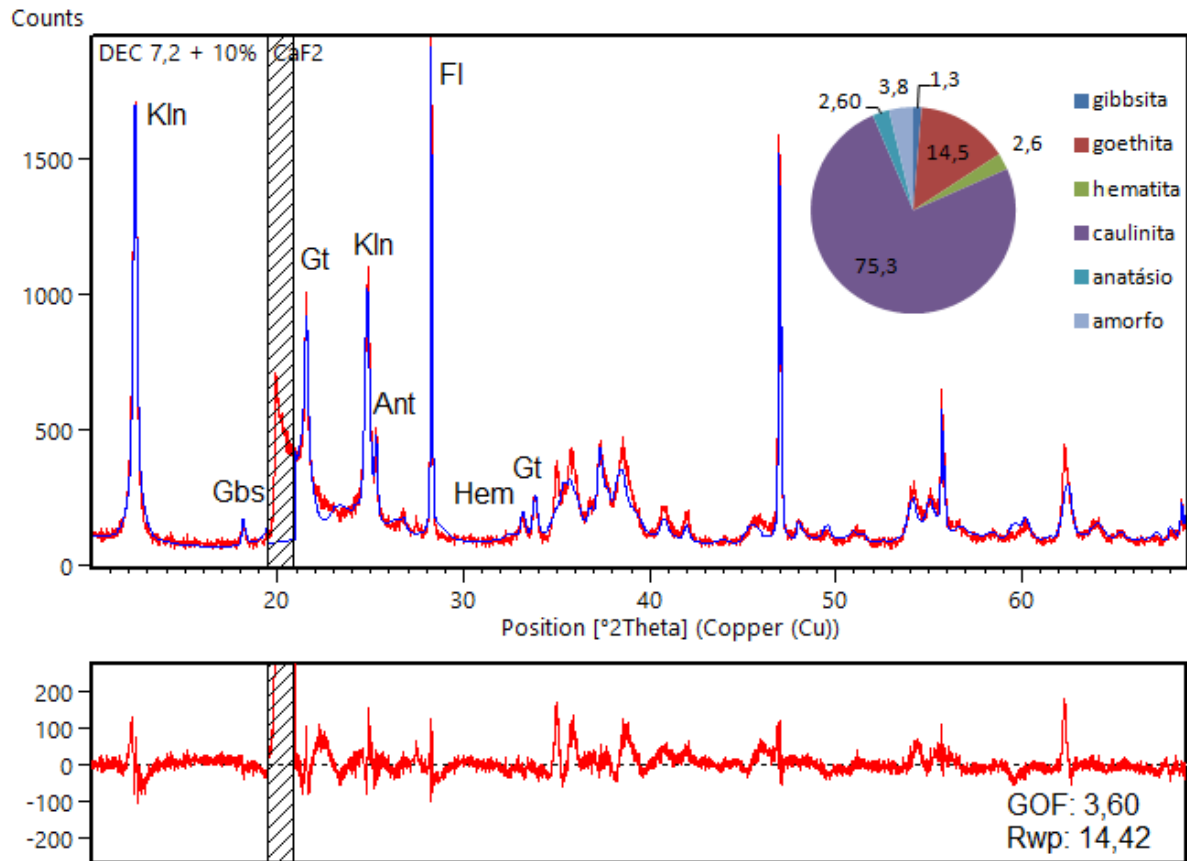 Counts
DEC 7,2 + 10% CaF2
Kln
Gbs
Gt
Kln
Ant
Fl
Hem
Gt
1500
1000
500
0
20
30
40
50
60
Position [°2Theta] (Copper (Cu))
1,3
3,8
2,60
14,5
2,6
75,3
gibbsita
goethita
hematita
caulinita
anatásio
amorfo
200
100
0
-100
-200
GOF: 3,60
Rwp: 14,42